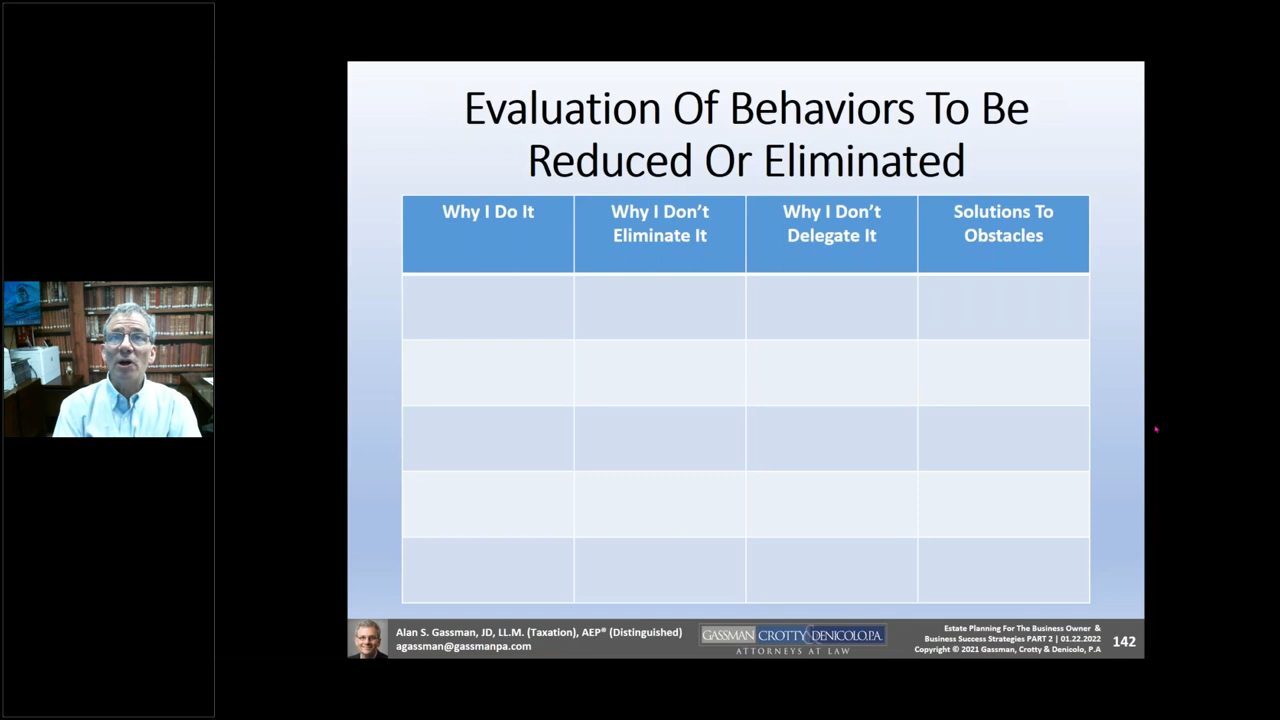 Evaluation Of Behaviors To Be
Reduced Or Eliminated
Why I Do It
Why I Don't
Eliminate It
Why I Don't
Delegate It
Solutions To
Obstacles
Alan S. Gassman, JD, LL.M. (Taxation), AEP® (Distinguished)
agassman@gassmanpa.com
GASSMAN CROTTY & DENICOLO, P.A.
ATTORNEYS AT LAW
Estate Planning For The Business Owner &
Business Success Strategies PART 2 | 01.22.2022
Copyright © 2021 Gassman, Crotty & Denicolo, P.A
142